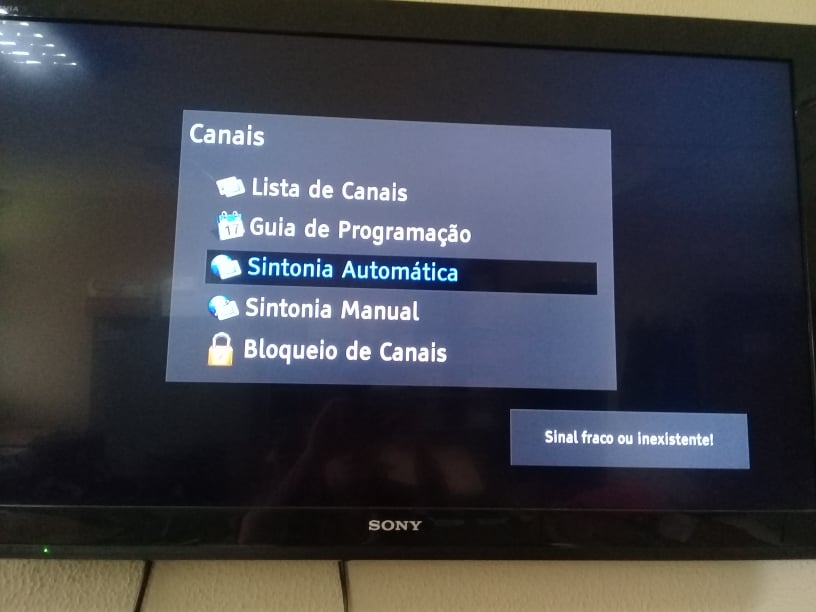 Canais
Lista de Canais
17
Guia de Programação
Sintonia Automática
Sintonia Manual
Bloqueio de Canais
Sinal fraco ou inexistente!
SONY